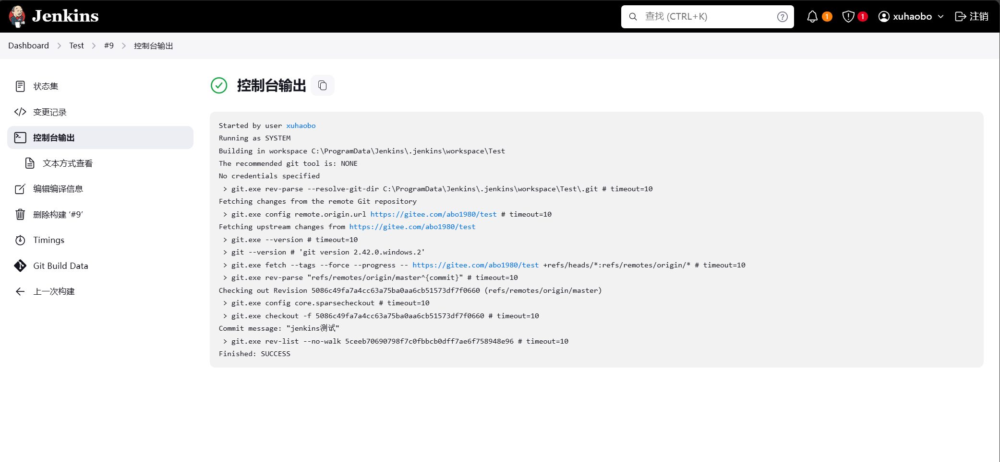 Jenkins
查找 (CTRL+K)
1
1
xuhaobo
注销
Dashboard
Test
#9
控制台输出
状态集
变更记录
控制台输出
文本方式查看
编辑编译信息
删除构建 ‘#9’
Timings
Git Build Data
上一次构建
控制台输出
Started by user xuhaobo
Running as SYSTEM
Building in workspace C:\ProgramData\Jenkins\.jenkins\workspace\Test
The recommended git tool is: NONE
No credentials specified
> git.exe rev-parse --resolve-git-dir C:\ProgramData\Jenkins\.jenkins\workspace\Test\.git # timeout=10
Fetching changes from the remote Git repository
> git.exe config remote.origin.url https://gitee.com/abo1980/test # timeout=10
Fetching upstream changes from https://gitee.com/abo1980/test
> git.exe --version # timeout=10
> git --version # 'git version 2.42.0.windows.2'
> git.exe fetch --tags --force --progress -- https://gitee.com/abo1980/test +refs/heads/*:refs/remotes/origin/* # timeout=10
> git.exe rev-parse "refs/remotes/origin/master^{commit}" # timeout=10
Checking out Revision 5086c49fa7a4cc63a75ba0aa6cb51573df7f0660 (refs/remotes/origin/master)
> git.exe config core.sparsecheckout # timeout=10
> git.exe checkout -f 5086c49fa7a4cc63a75ba0aa6cb51573df7f0660 # timeout=10
Commit message: "jenkins测试"
> git.exe rev-list --no-walk 5ceeb70690798f7c0fbbcb0dff7ae6f758948e96 # timeout=10
Finished: SUCCESS